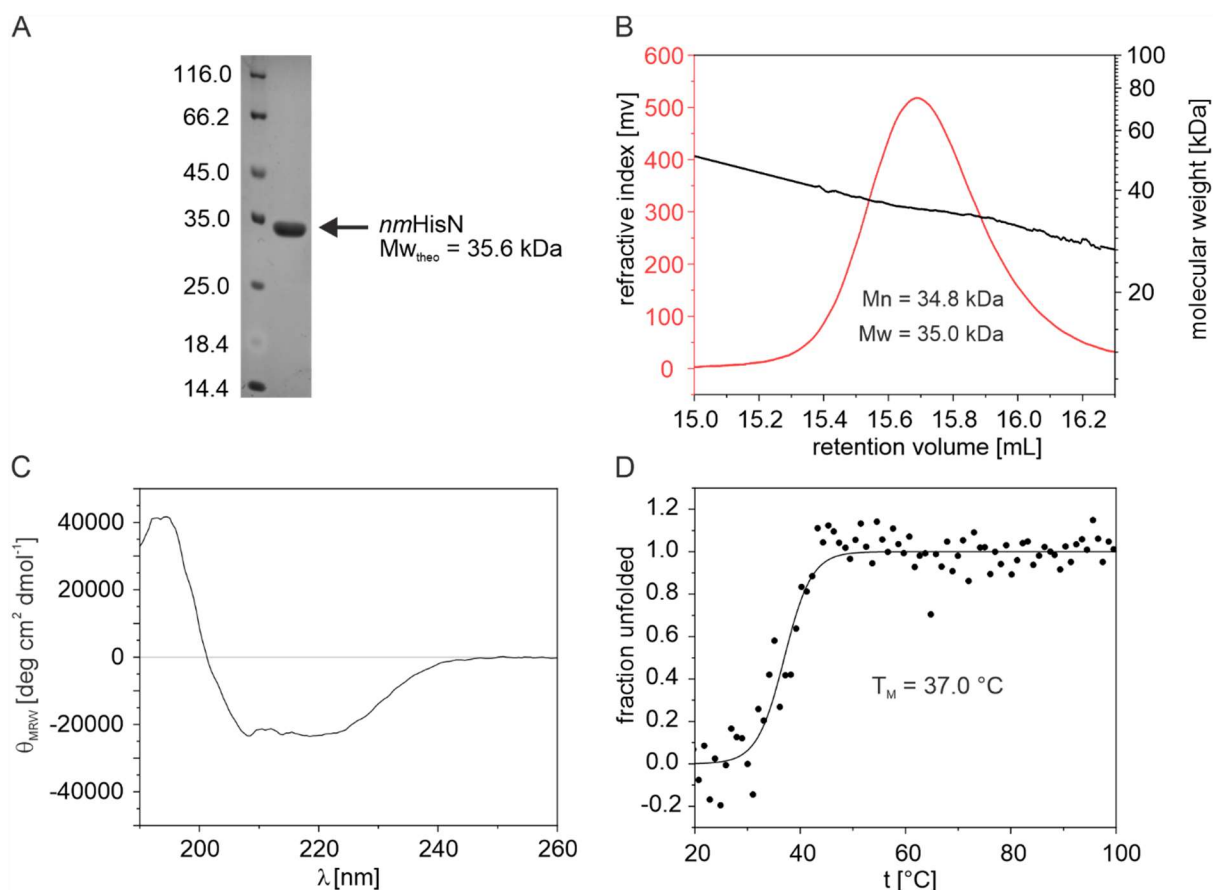 A
116.0
66.2
45.0
35.0
25.0
18.4
14.4
nmHisN
Mwtheo = 35.6 kDa
B
600
500
400
300
200
100
0
refractive index [mv]
100
80
60
40
20
molecular weight [kDa]
Mn = 34.8 kDa
Mw = 35.0 kDa
15.0 15.2 15.4 15.6 15.8 16.0 16.2
retention volume [mL]
C
40000
20000
0
-20000
-40000
θMRW [deg cm² dmol⁻¹]
200 220 240 260
λ [nm]
D
1.2
1.0
0.8
0.6
0.4
0.2
0.0
-0.2
fraction unfolded
TM = 37.0 °C
20 40 60 80 100
t [°C]